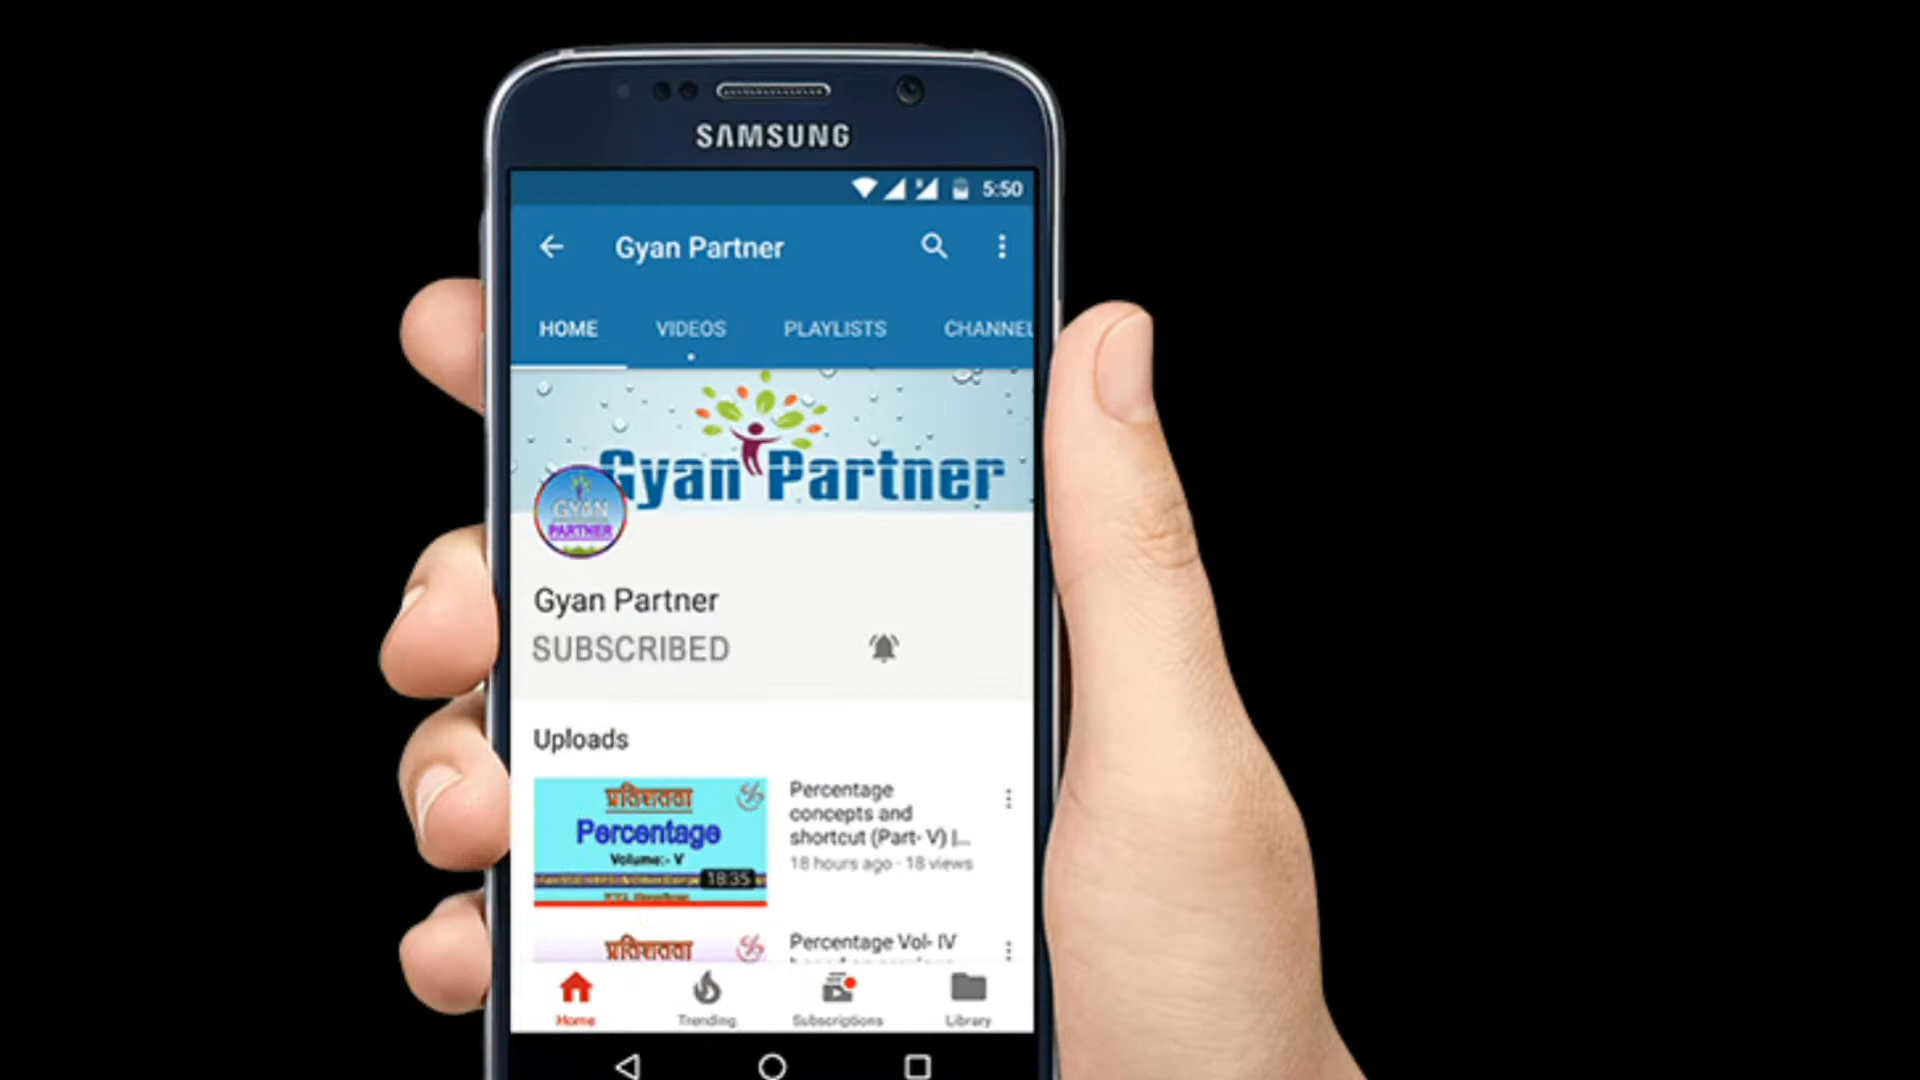 SAMSUNG
5:50
Gyan Partner
HOME VIDEOS PLAYLISTS CHANNEL
Gyan Partner
GYAN
PARTNER
Gyan Partner
SUBSCRIBED
Uploads
प्रतिशतता
Percentage
Volume:- V
18:35
Percentage
concepts and
shortcut (Part- V) |...
18 hours ago · 18 views
प्रतिशतता
Percentage Vol- IV
Home Trending Subscriptions Library